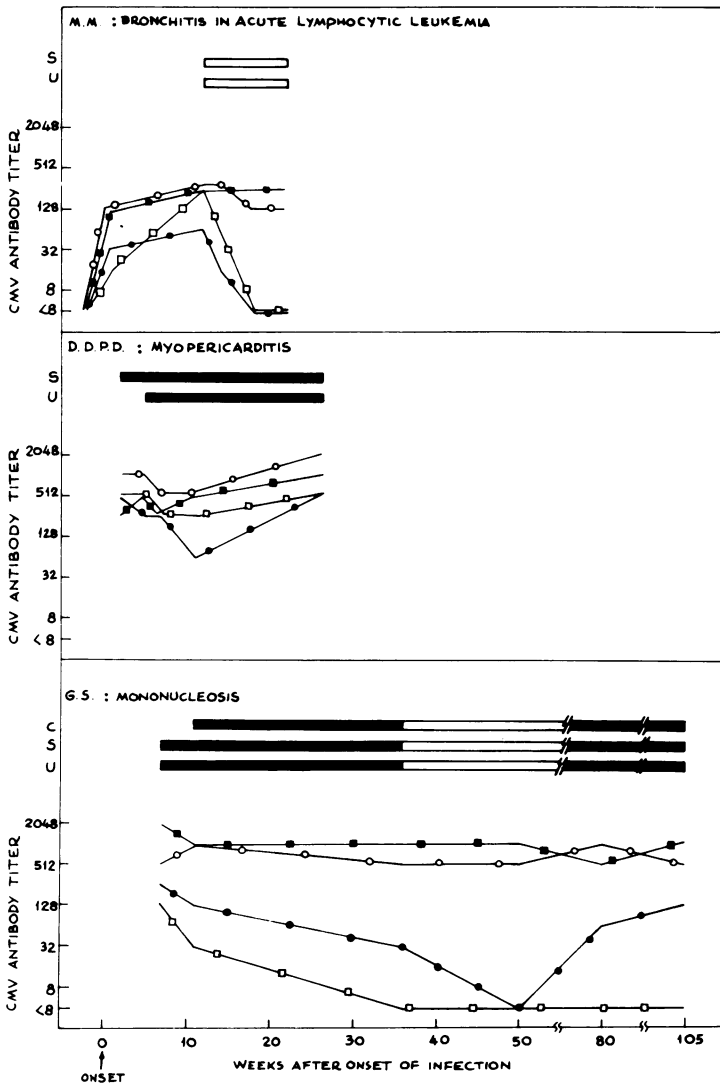 M.M. : BRONCHITIS IN ACUTE LYMPHOCYTIC LEUKEMIA
S
U
CMV ANTIBODY TITER
2048
512
128
32
8
<8
D.D.P.D. : MYOPERICARDITIS
S
U
CMV ANTIBODY TITER
2048
512
128
32
8
<8
G.S. : MONONUCLEOSIS
C
S
U
CMV ANTIBODY TITER
2048
512
128
32
8
<8
0 10 20 30 40 50 80 105
WEEKS AFTER ONSET OF INFECTION
ONSET